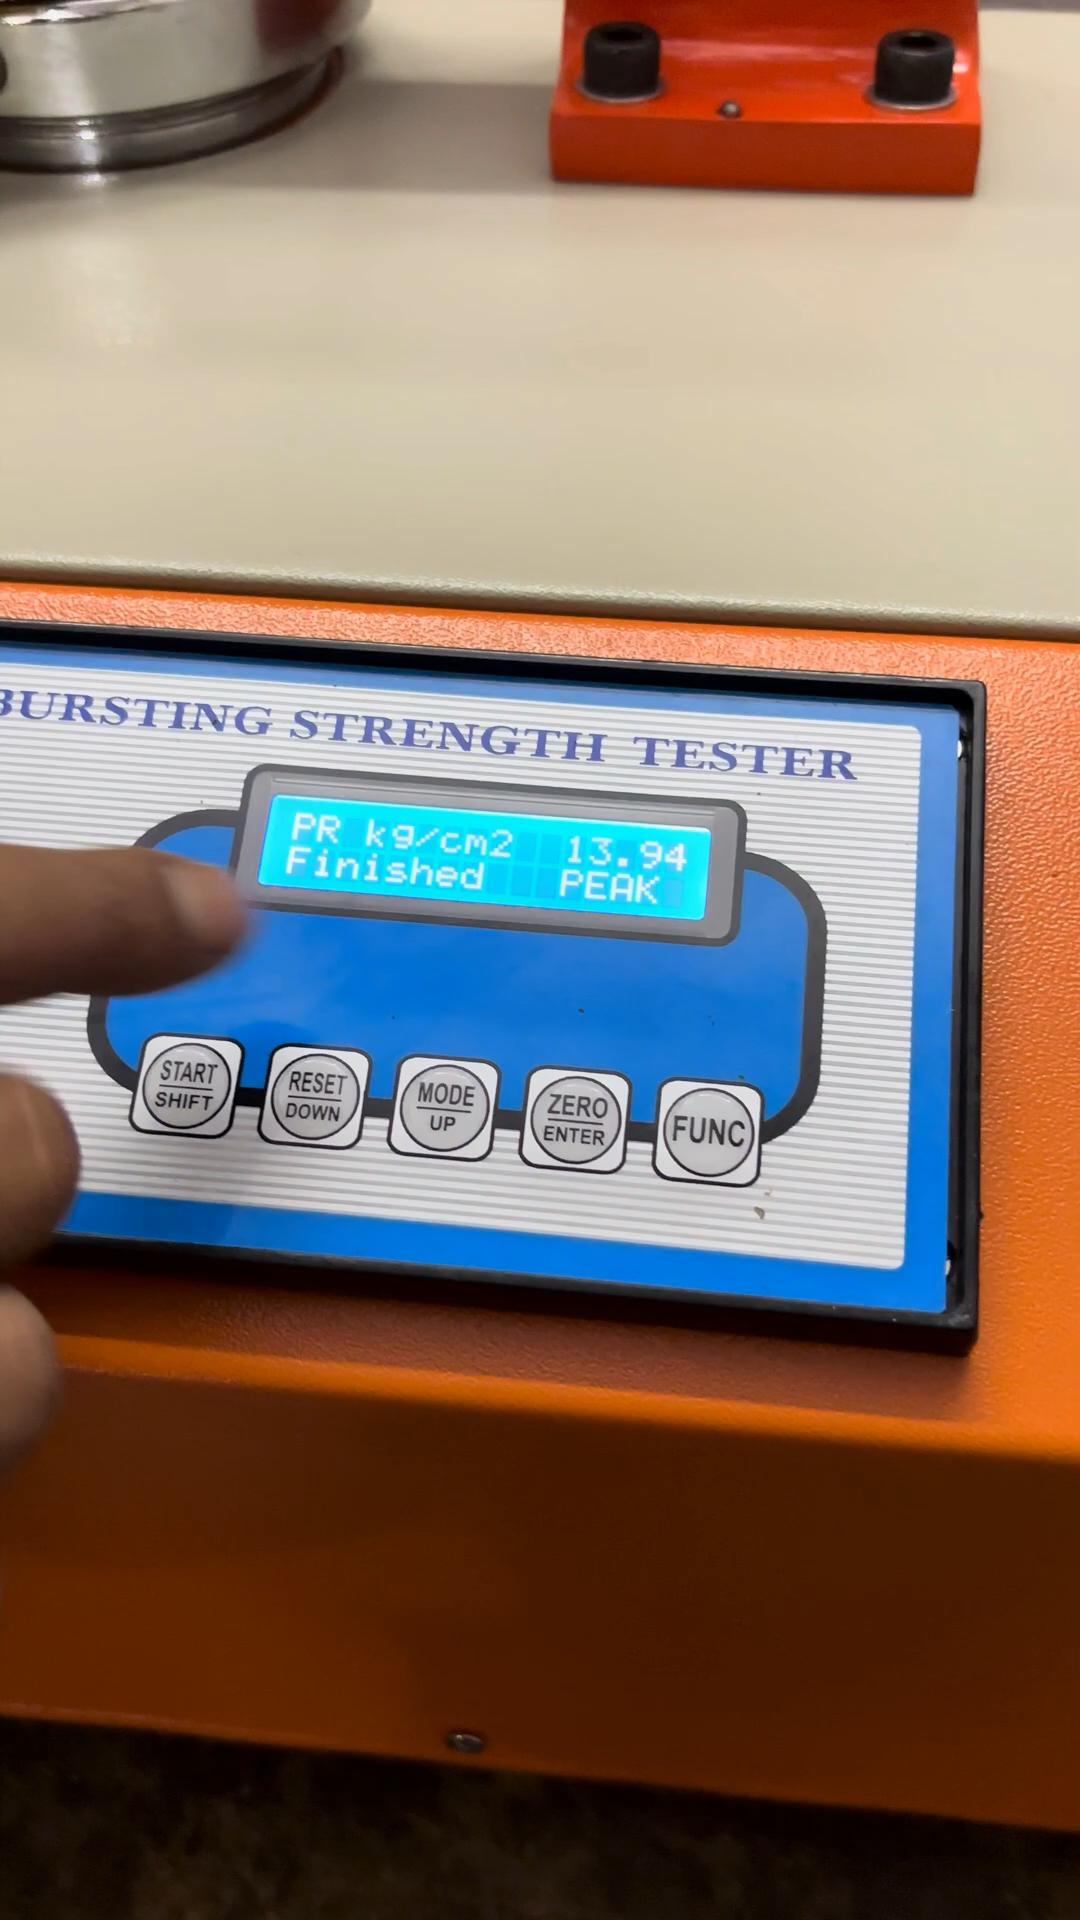 BURSTING STRENGTH TESTER
PR kg/cm2 13.94
Finished PEAK
START
SHIFT
RESET
DOWN
MODE
UP
ZERO
ENTER
FUNC